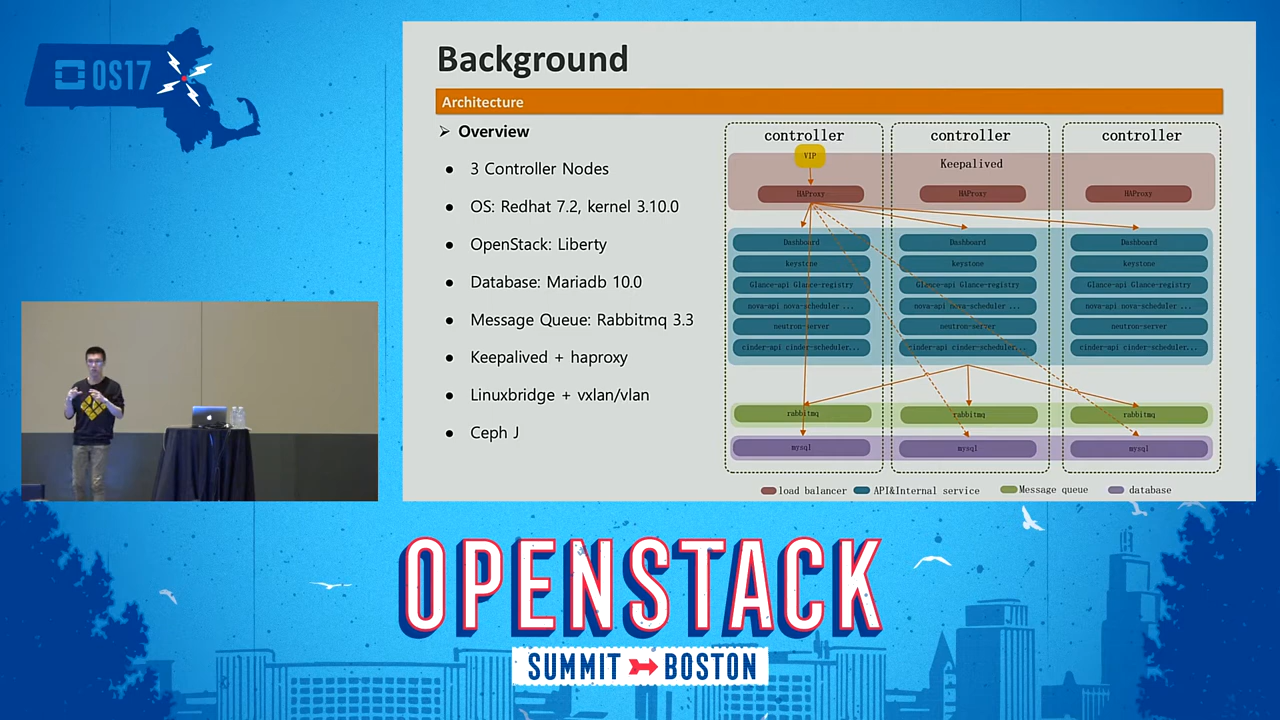 OS17
Background
Architecture
➢ Overview
● 3 Controller Nodes
● OS: Redhat 7.2, kernel 3.10.0
● OpenStack: Liberty
● Database: Mariadb 10.0
● Message Queue: Rabbitmq 3.3
● Keepalived + haproxy
● Linuxbridge + vxlan/vlan
● Ceph J
controller controller controller
VIP
Keepalived
HAProxy HAProxy HAProxy
Dashboard Dashboard Dashboard
keystone keystone keystone
Glance-api Glance-registry Glance-api Glance-registry Glance-api Glance-registry
nova-api nova-scheduler ... nova-api nova-scheduler ... nova-api nova-scheduler ...
neutron-server neutron-server neutron-server
cinder-api cinder-scheduler... cinder-api cinder-scheduler... cinder-api cinder-scheduler...
rabbitmq rabbitmq rabbitmq
mysql mysql mysql
load balancer API&Internal service Message queue database
OPENSTACK
SUMMIT BOSTON